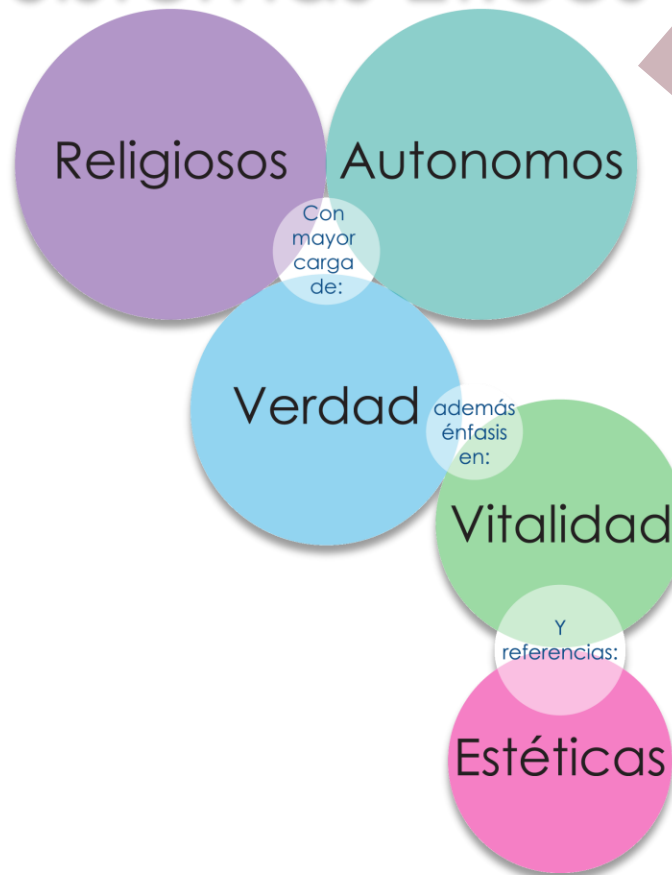 Religiosos
Autonomos
Con
mayor
carga
de:
Verdad
además
énfasis
en:
Vitalidad
Y
referencias:
Estéticas